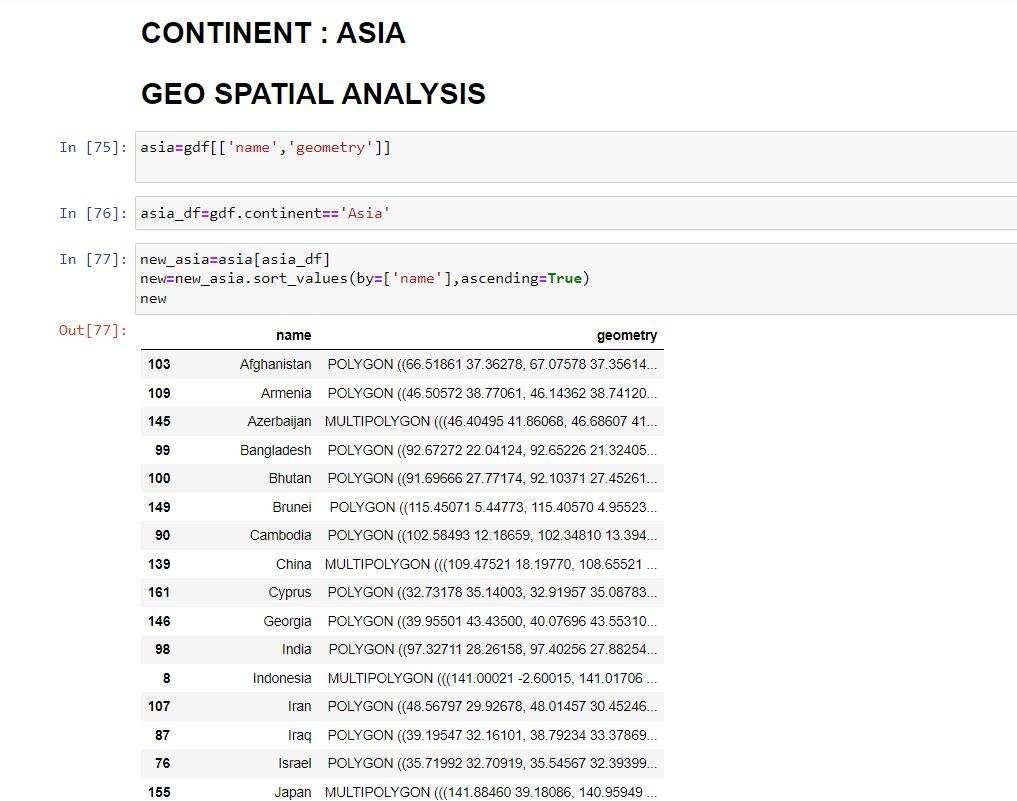 CONTINENT : ASIA
GEO SPATIAL ANALYSIS
In [75]: asia=gdf[['name','geometry']]
In [76]: asia_df=gdf.continent=='Asia'
In [77]: new_asia=asia[asia_df]
new=new_asia.sort_values(by=['name'],ascending=True)
new
Out[77]:
name geometry
103 Afghanistan POLYGON ((66.51861 37.36278, 67.07578 37.35614...
109 Armenia POLYGON ((46.50572 38.77061, 46.14362 38.74120...
145 Azerbaijan MULTIPOLYGON (((46.40495 41.86068, 46.68607 41...
99 Bangladesh POLYGON ((92.67272 22.04124, 92.65226 21.32405...
100 Bhutan POLYGON ((91.69666 27.77174, 92.10371 27.45261...
149 Brunei POLYGON ((115.45071 5.44773, 115.40570 4.95523...
90 Cambodia POLYGON ((102.58493 12.18659, 102.34810 13.394...
139 China MULTIPOLYGON (((109.47521 18.19770, 108.65521 ...
161 Cyprus POLYGON ((32.73178 35.14003, 32.91957 35.08783...
146 Georgia POLYGON ((39.95501 43.43500, 40.07696 43.55310...
98 India POLYGON ((97.32711 28.26158, 97.40256 27.88254...
8 Indonesia MULTIPOLYGON (((141.00021 -2.60015, 141.01706 ...
107 Iran POLYGON ((48.56797 29.92678, 48.01457 30.45246...
87 Iraq POLYGON ((39.19547 32.16101, 38.79234 33.37869...
76 Israel POLYGON ((35.71992 32.70919, 35.54567 32.39399...
155 Japan MULTIPOLYGON (((141.88460 39.18086, 140.95949 ...